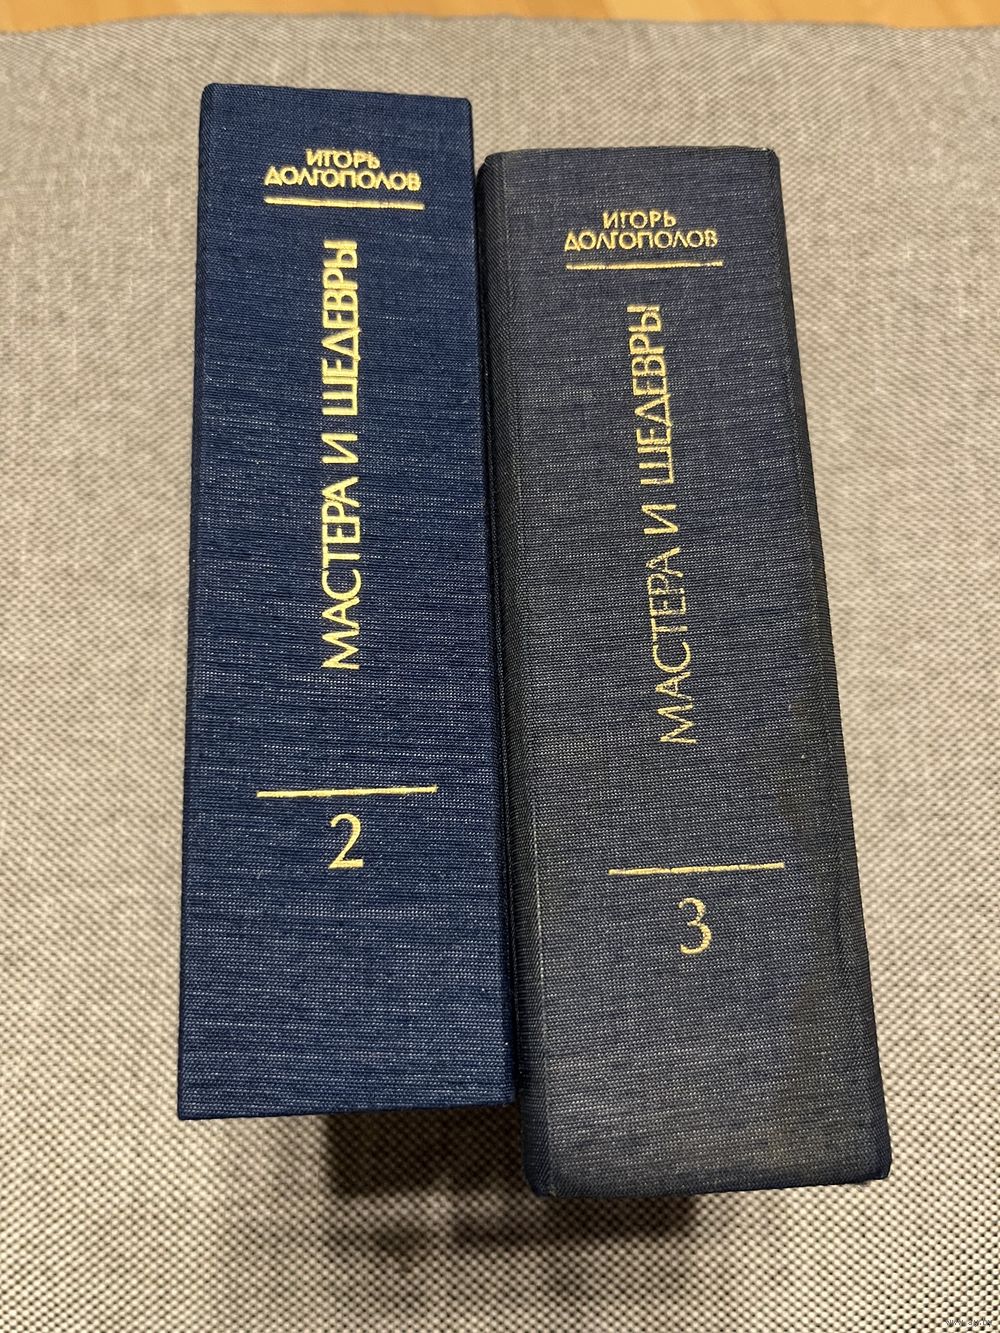 ИГОРЬ
ДОЛГОПОЛОВ
МАСТЕРА И ШЕДЕВРЫ
2
ИГОРЬ
ДОЛГОПОЛОВ
МАСТЕРА И ШЕДЕВРЫ
3